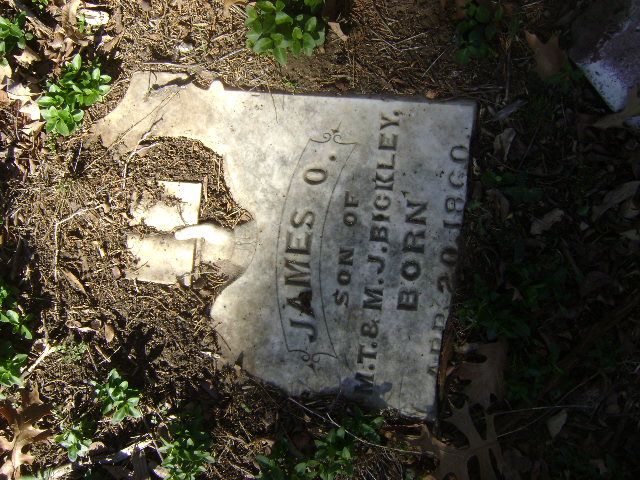 JAMES O.
SON OF
M.T. & M.J. BICKLEY,
BORN
APR. 20. 1860.